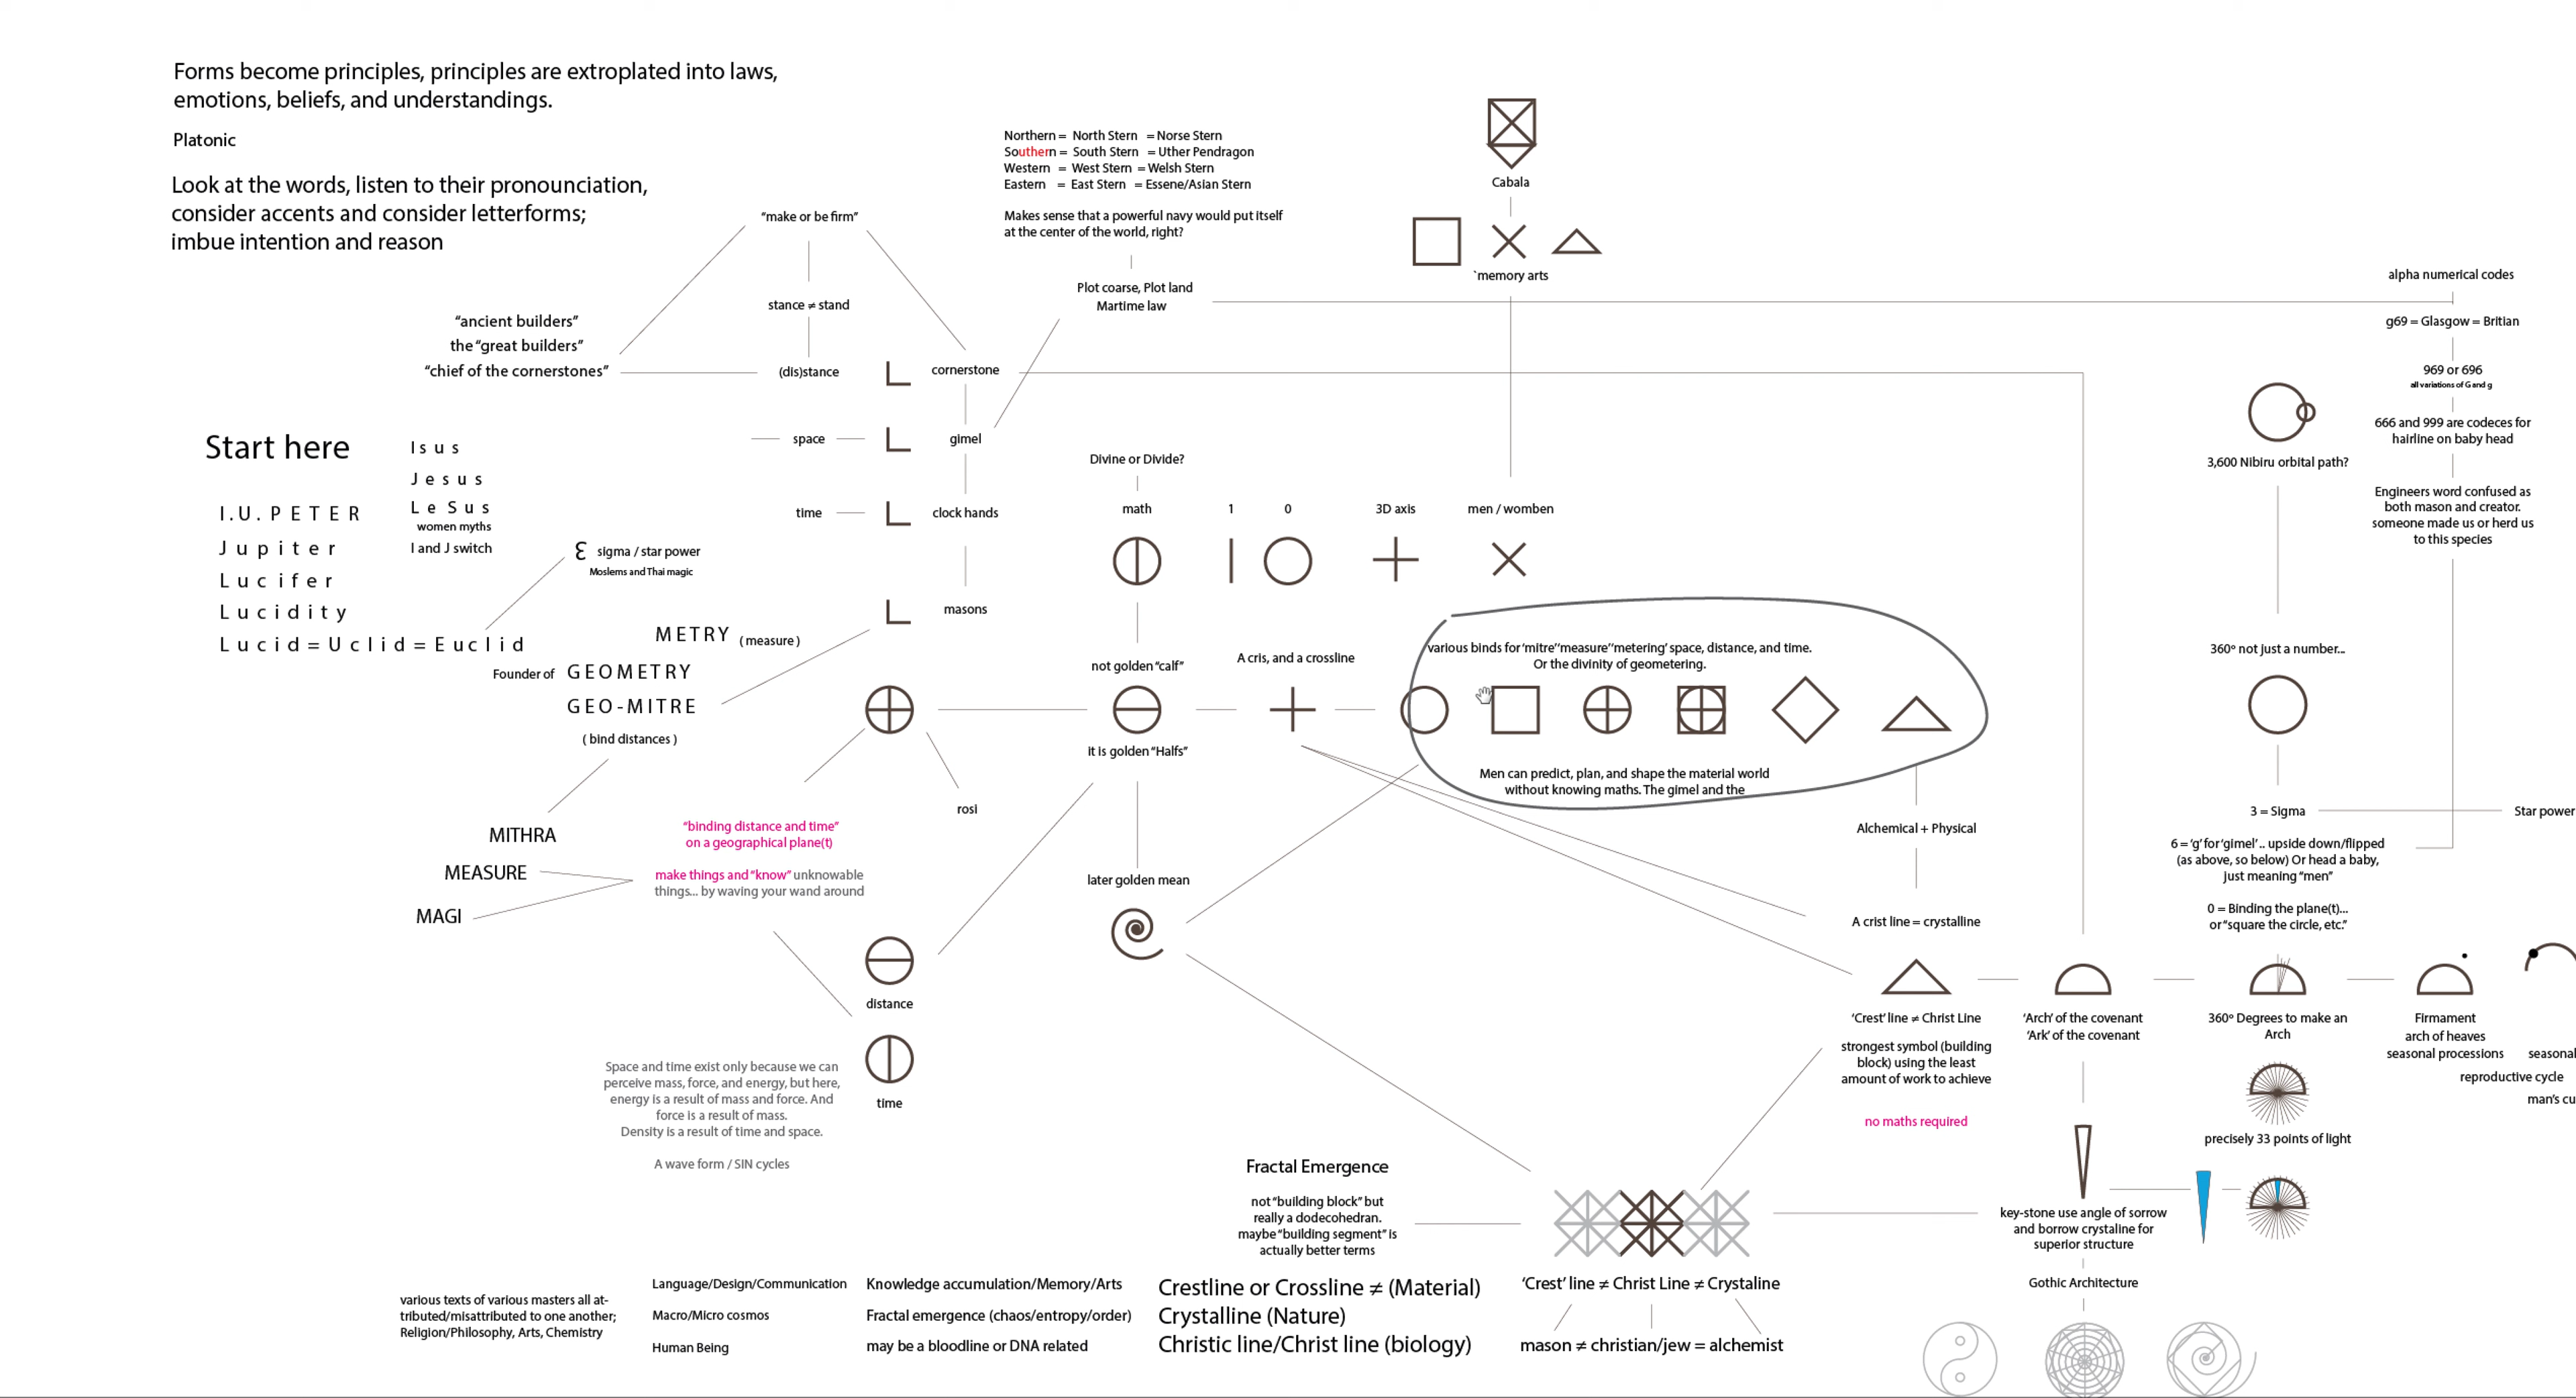 Forms become principles, principles are extroplated into laws,
emotions, beliefs, and understandings.
Platonic
Look at the words, listen to their pronounciation,
consider accents and consider letterforms;
imbue intention and reason
“make or be firm”
stance ≠ stand
“ancient builders”
the “great builders”
“chief of the cornerstones”
(dis)stance
cornerstone
space
gimel
time
clock hands
masons
Northern = North Stern = Norse Stern
Southern = South Stern = Uther Pendragon
Western = West Stern = Welsh Stern
Eastern = East Stern = Essene/Asian Stern
Makes sense that a powerful navy would put itself
at the center of the world, right?
Plot coarse, Plot land
Martime law
Cabala
`memory arts
alpha numerical codes
g69 = Glasgow = Britian
969 or 696
all variations of G and g
666 and 999 are codeces for
hairline on baby head
Engineers word confused as
both mason and creator.
someone made us or herd us
to this species
3,600 Nibiru orbital path?
360º not just a number...
3 = Sigma
Star power
6 = ‘g’ for ‘gimel’ .. upside down/flipped
(as above, so below) Or head a baby,
just meaning “men”
0 = Binding the plane(t)...
or “square the circle, etc.”
Start here
I.U. PETER
Jupiter
Lucifer
Lucidity
Lucid = Uclid = Euclid
Isus
Jesus
LeSus
women myths
I and J switch
Ɛ sigma / star power
Moslems and Thai magic
METRY ( measure )
Founder of GEOMETRY
GEO-MITRE
( bind distances )
MITHRA
MEASURE
MAGI
“binding distance and time”
on a geographical plane(t)
make things and “know” unknowable
things... by waving your wand around
rosi
distance
time
Space and time exist only because we can
perceive mass, force, and energy, but here,
energy is a result of mass and force. And
force is a result of mass.
Density is a result of time and space.
A wave form / SIN cycles
Divine or Divide?
math
1
0
3D axis
men / womben
not golden “calf”
it is golden “Halfs”
A cris, and a crossline
later golden mean
various binds for ‘mitre’ ‘measure’ ‘metering’ space, distance, and time.
Or the divinity of geometering.
Men can predict, plan, and shape the material world
without knowing maths. The gimel and the
Alchemical + Physical
A crist line = crystalline
‘Crest’ line ≠ Christ Line
strongest symbol (building
block) using the least
amount of work to achieve
no maths required
‘Arch’ of the covenant
‘Ark’ of the covenant
360º Degrees to make an
Arch
Firmament
arch of heaves
seasonal processions
seasonal
reproductive cycle
man’s cu
precisely 33 points of light
key-stone use angle of sorrow
and borrow crystaline for
superior structure
Gothic Architecture
Fractal Emergence
not “building block” but
really a dodecohedran.
maybe “building segment” is
actually better terms
‘Crest’ line ≠ Christ Line ≠ Crystaline
mason ≠ christian/jew = alchemist
various texts of various masters all at-
tributed/misattributed to one another;
Religion/Philosophy, Arts, Chemistry
Language/Design/Communication
Macro/Micro cosmos
Human Being
Knowledge accumulation/Memory/Arts
Fractal emergence (chaos/entropy/order)
may be a bloodline or DNA related
Crestline or Crossline ≠ (Material)
Crystalline (Nature)
Christic line/Christ line (biology)